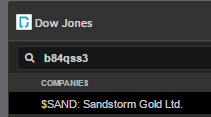 Dow Jones
b84qss3
COMPANIES
$SAND: Sandstorm Gold Ltd.